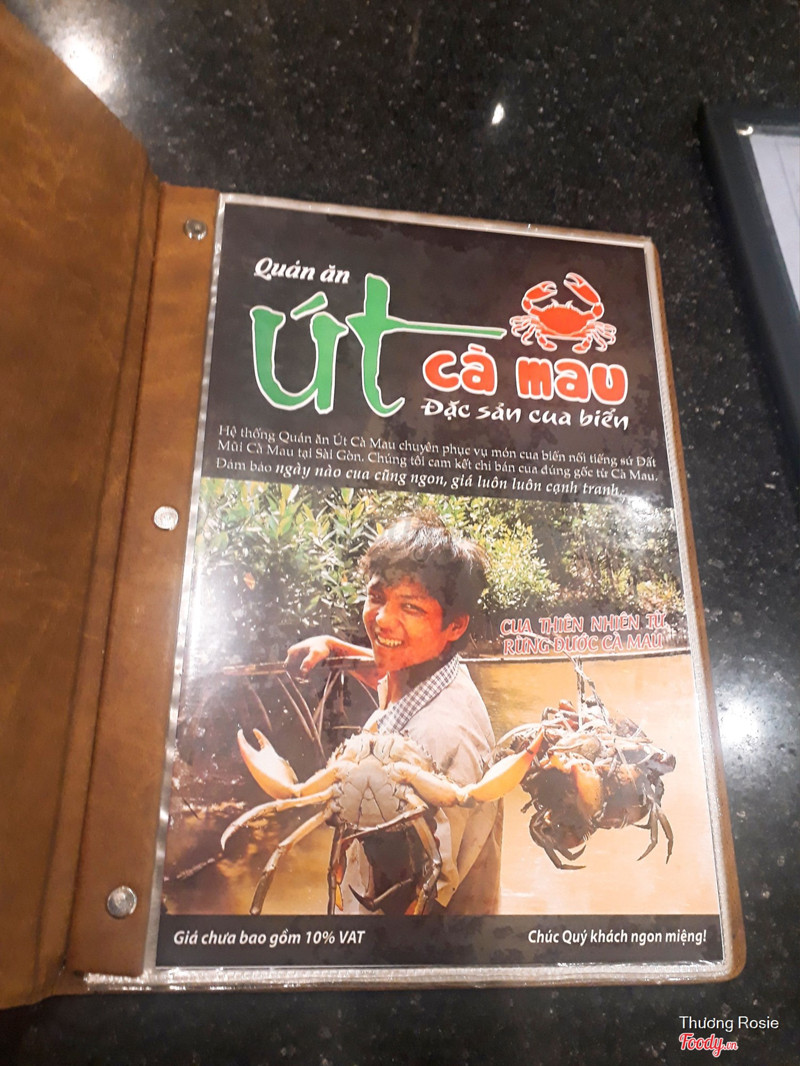 Quán ăn
Út
cà mau
Đặc sản cua biển
Hệ thống Quán ăn Út Cà Mau chuyên phục vụ món cua biển nổi tiếng sứ Đất
Mũi Cà Mau tại Sài Gòn. Chúng tôi cam kết chỉ bán cua đúng gốc từ Cà Mau.
Đảm bảo ngày nào cua cũng ngon, giá luôn luôn cạnh tranh.
CUA THIÊN NHIÊN TỪ
RỪNG ĐƯỚC CÀ MAU
Giá chưa bao gồm 10% VAT
Chúc Quý khách ngon miệng!
Thương Rosie
Foody.vn